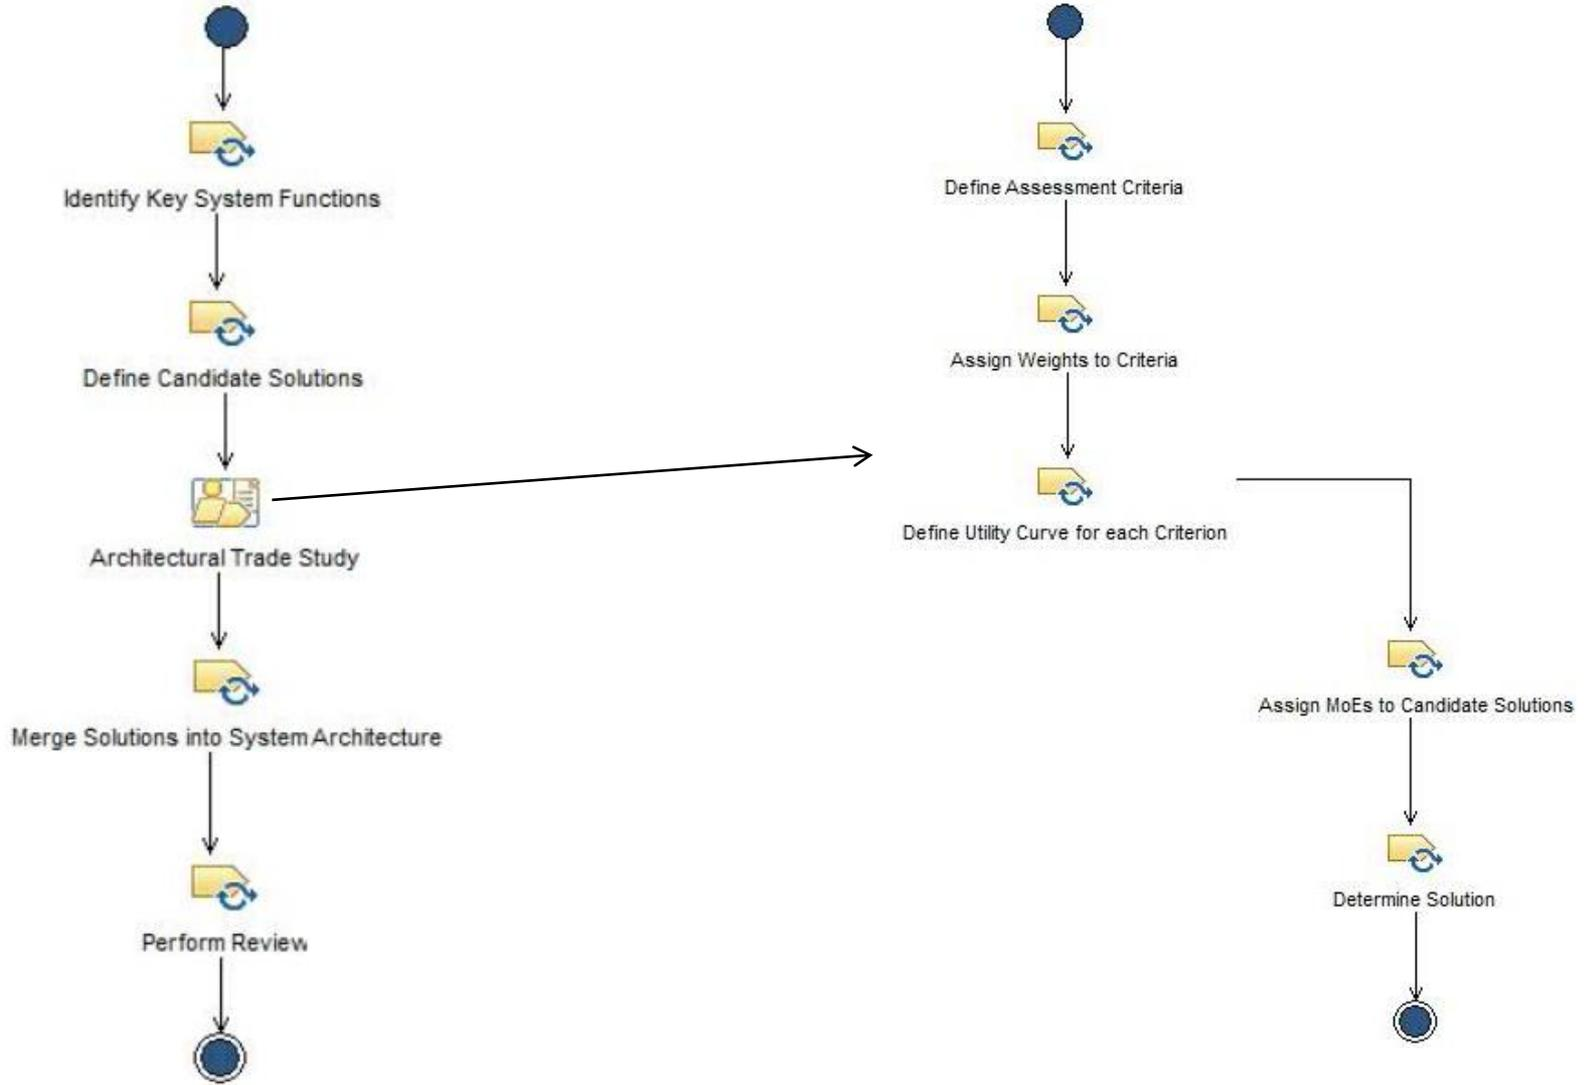 Identify Key System Functions
Define Candidate Solutions
Architectural Trade Study
Merge Solutions into System Architecture
Perform Review
Define Assessment Criteria
Assign Weights to Criteria
Define Utility Curve for each Criterion
Assign MoEs to Candidate Solutions
Determine Solution